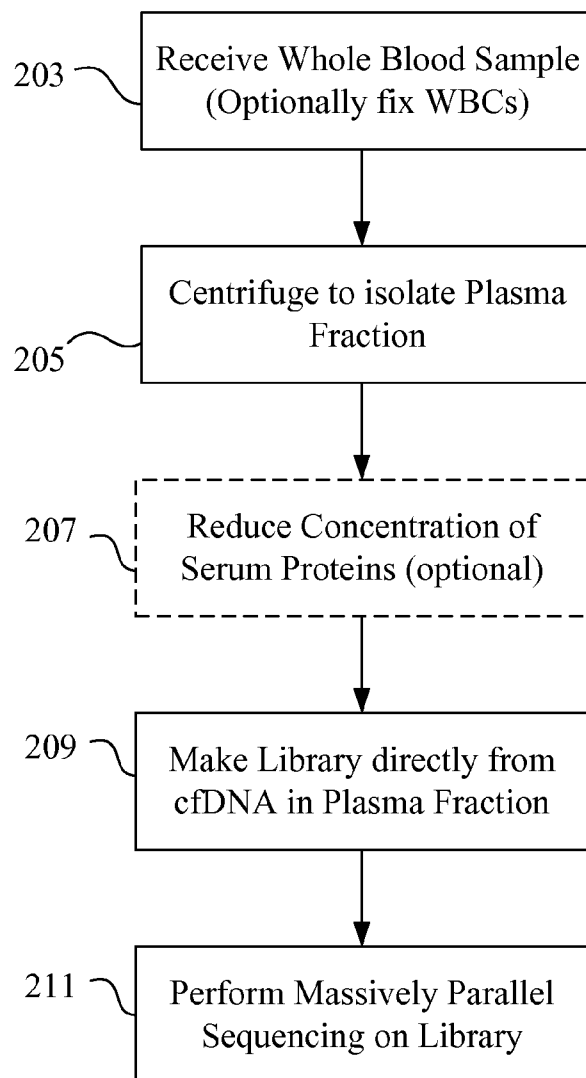 203
Receive Whole Blood Sample
(Optionally fix WBCs)
Centrifuge to isolate Plasma
Fraction
205
207
Reduce Concentration of
Serum Proteins (optional)
209
Make Library directly from
cfDNA in Plasma Fraction
211
Perform Massively Parallel
Sequencing on Library